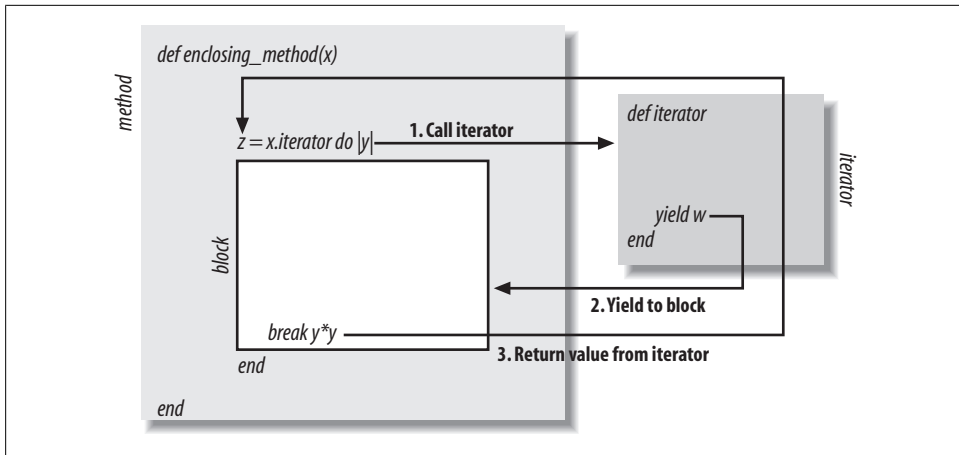 def enclosing_method(x)
method
z = x.iterator do |y|
1. Call iterator
def iterator
iterator
yield w
end
block
2. Yield to block
break y*y
3. Return value from iterator
end
end